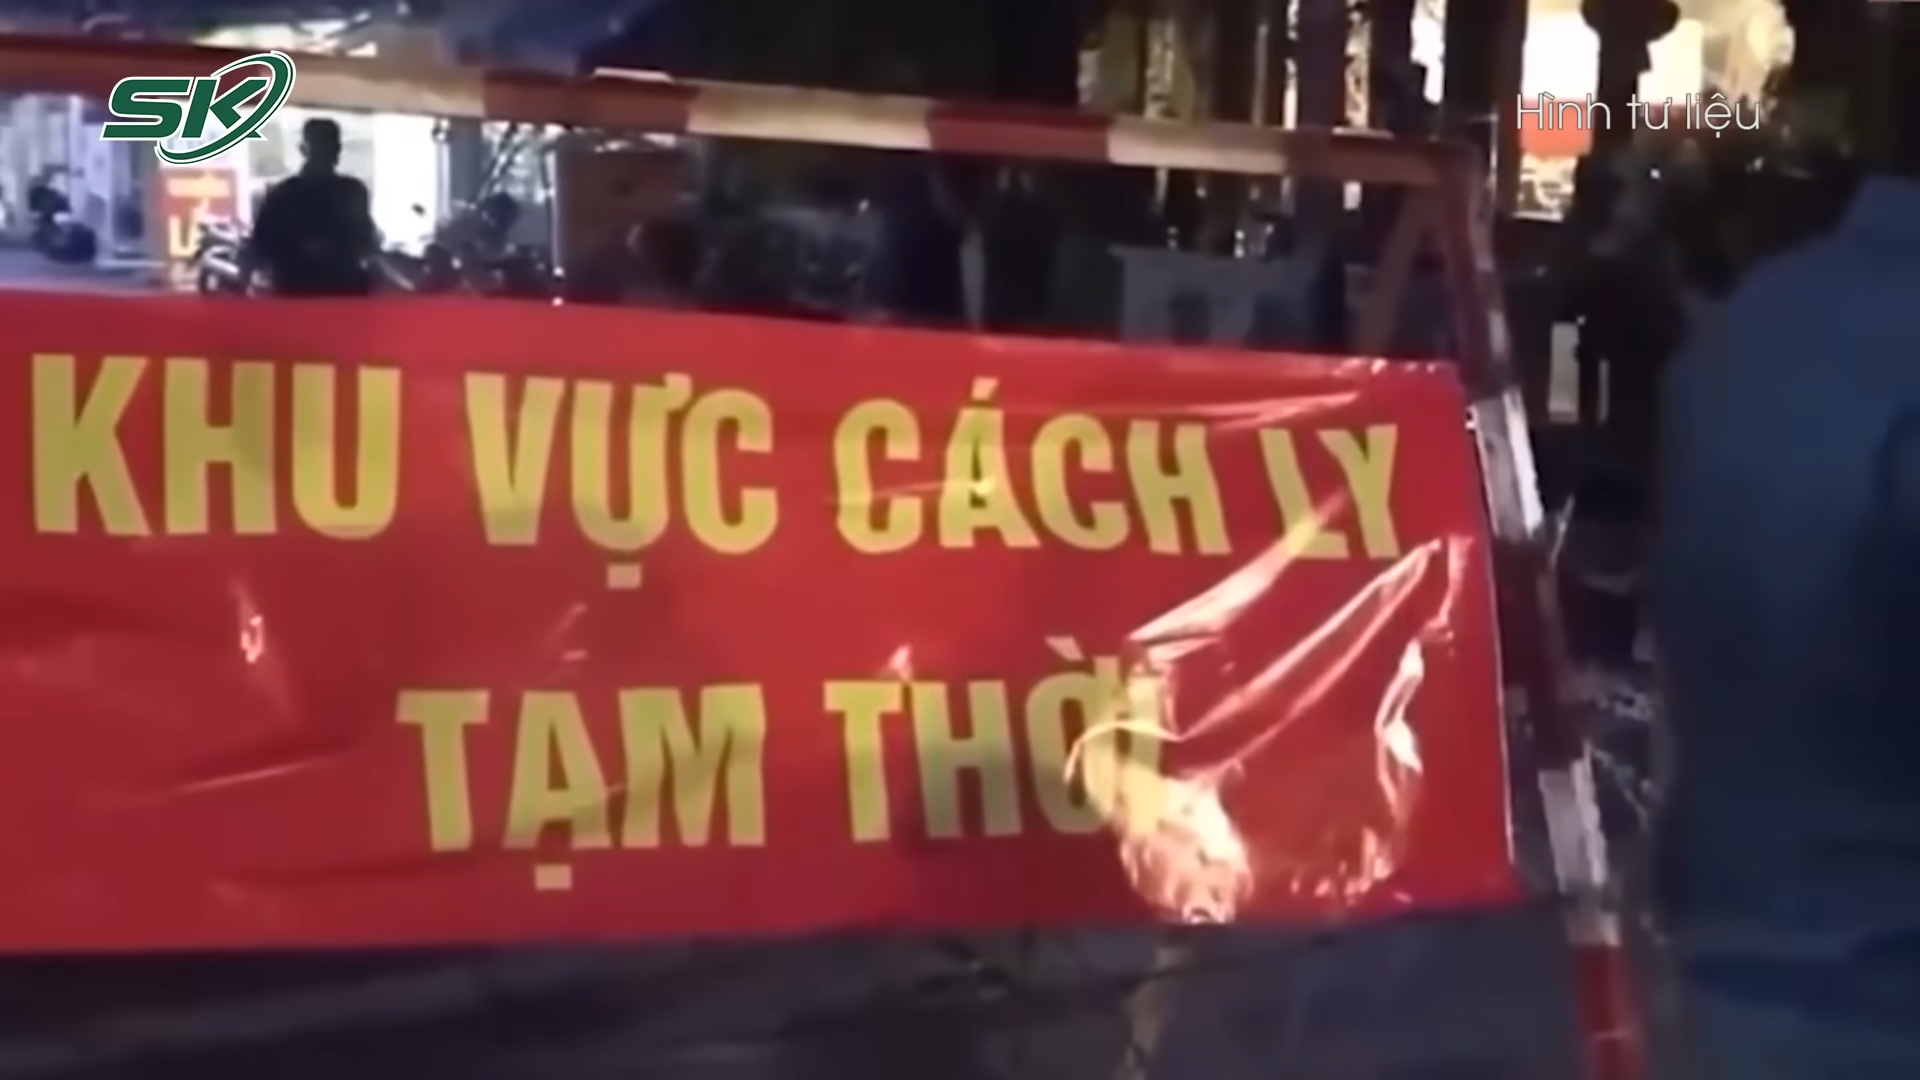 SK
Hình tư liệu
KHU VỰC CÁCH LY
TẠM THỜI